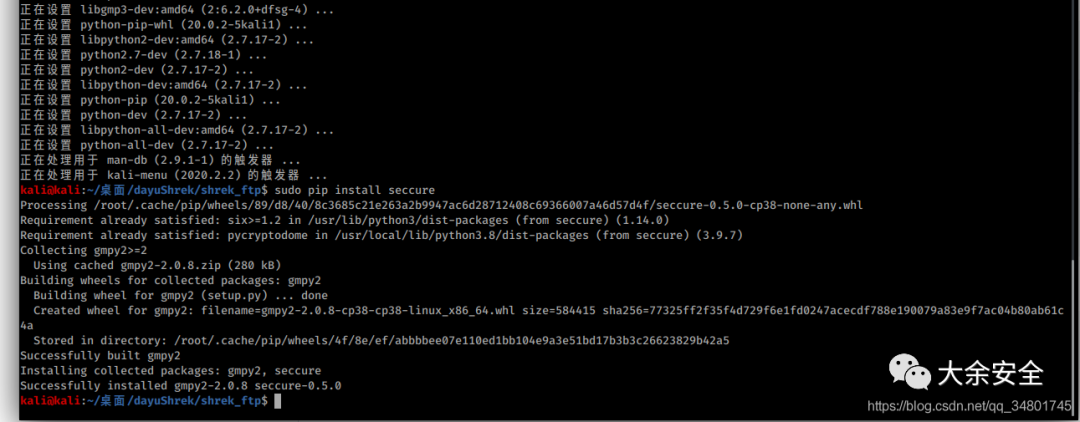 正在设置 libgmp3-dev:amd64 (2:6.2.0+dfsg-4) ...
正在设置 python-pip-whl (20.0.2-5kali1) ...
正在设置 libpython2-dev:amd64 (2.7.17-2) ...
正在设置 python2.7-dev (2.7.18-1) ...
正在设置 python2-dev (2.7.17-2) ...
正在设置 libpython-dev:amd64 (2.7.17-2) ...
正在设置 python-pip (20.0.2-5kali1) ...
正在设置 python-dev (2.7.17-2) ...
正在设置 libpython-all-dev:amd64 (2.7.17-2) ...
正在设置 python-all-dev (2.7.17-2) ...
正在处理用于 man-db (2.9.1-1) 的触发器 ...
正在处理用于 kali-menu (2020.2.2) 的触发器 ...
kali@kali:~/桌面/dayuShrek/shrek_ftp$ sudo pip install seccure
Processing /root/.cache/pip/wheels/89/d8/40/8c3685c21e263a2b9947ac6d28712408c69366007a46d57d4f/seccure-0.5.0-cp38-none-any.whl
Requirement already satisfied: six>=1.2 in /usr/lib/python3/dist-packages (from seccure) (1.14.0)
Requirement already satisfied: pycryptodome in /usr/local/lib/python3.8/dist-packages (from seccure) (3.9.7)
Collecting gmpy2>=2
Using cached gmpy2-2.0.8.zip (280 kB)
Building wheels for collected packages: gmpy2
Building wheel for gmpy2 (setup.py) ... done
Created wheel for gmpy2: filename=gmpy2-2.0.8-cp38-cp38-linux_x86_64.whl size=584415 sha256=77325ff2f35f4d729f6e1fd0247acecdf788e190079a83e9f7ac04b80ab61c
4a
Stored in directory: /root/.cache/pip/wheels/4f/8e/ef/abbbbee07e110ed1bb104e9a3e51bd17b3b3c26623829b42a5
Successfully built gmpy2
Installing collected packages: gmpy2, seccure
Successfully installed gmpy2-2.0.8 seccure-0.5.0
kali@kali:~/桌面/dayuShrek/shrek_ftp$
大余安全
https://blog.csdn.net/qq_34801745